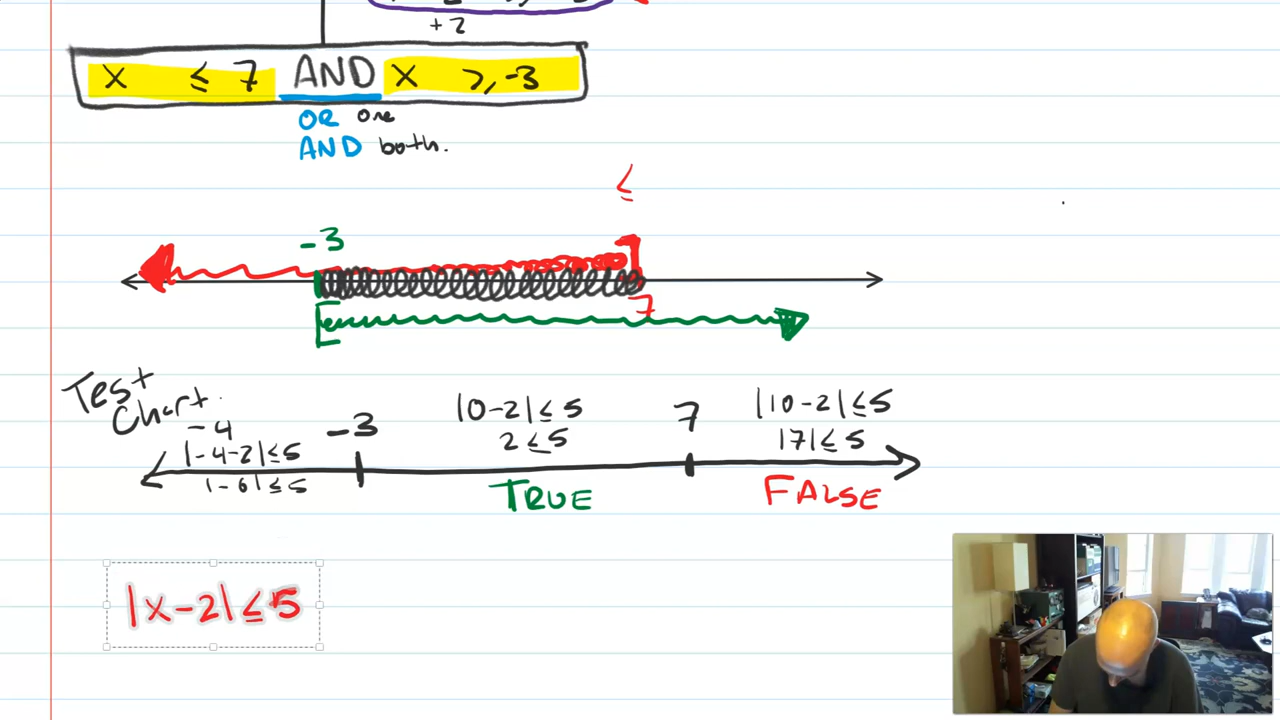 +2
x ≤ 7 AND x ≥ -3
OR one
AND both.
≤
-3
7
Test
Chart.
-4
|-4-2| ≤ 5
|-6| ≤ 5
-3
|0-2| ≤ 5
2 ≤ 5
7
|10-2| ≤ 5
|7| ≤ 5
TRUE
FALSE
|x-2| ≤ 5